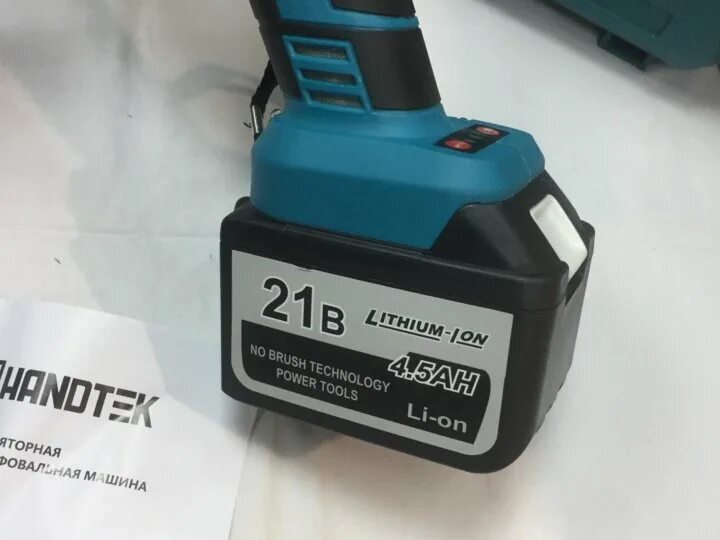 21В LITHIUM-ION
4.5AH
NO BRUSH TECHNOLOGY
POWER TOOLS
Li-on
HANDTEK
ЯТОРНАЯ
ФОВАЛЬНАЯ МАШИНА